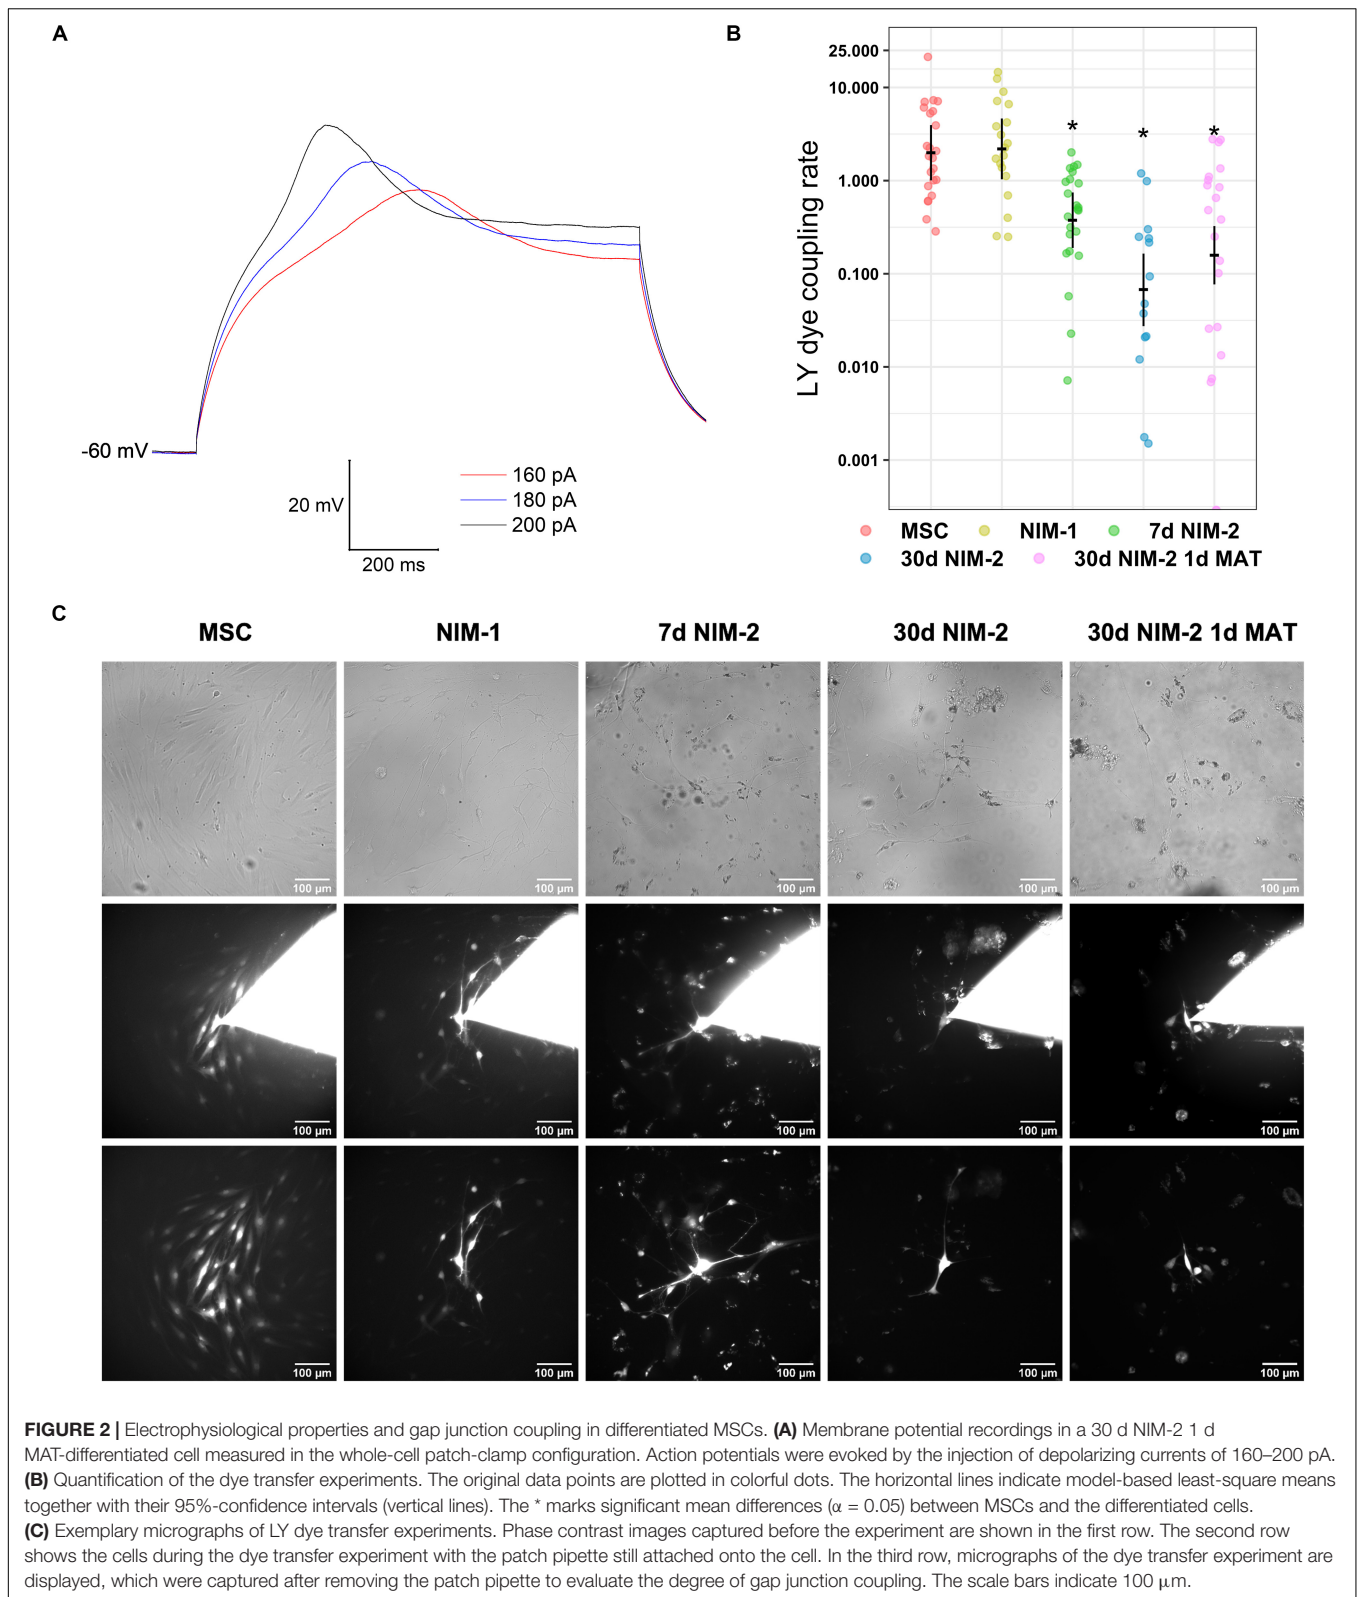 A
-60 mV
20 mV
200 ms
160 pA
180 pA
200 pA
B
LY dye coupling rate
25.000
10.000
1.000
0.100
0.010
0.001
*
*
*
MSC NIM-1 7d NIM-2
30d NIM-2 30d NIM-2 1d MAT
C
MSC NIM-1 7d NIM-2 30d NIM-2 30d NIM-2 1d MAT
100 µm 100 µm 100 µm 100 µm 100 µm
100 µm 100 µm 100 µm 100 µm 100 µm
100 µm 100 µm 100 µm 100 µm 100 µm
FIGURE 2 | Electrophysiological properties and gap junction coupling in differentiated MSCs. (A) Membrane potential recordings in a 30 d NIM-2 1 d
MAT-differentiated cell measured in the whole-cell patch-clamp configuration. Action potentials were evoked by the injection of depolarizing currents of 160–200 pA.
(B) Quantification of the dye transfer experiments. The original data points are plotted in colorful dots. The horizontal lines indicate model-based least-square means
together with their 95%-confidence intervals (vertical lines). The * marks significant mean differences (α = 0.05) between MSCs and the differentiated cells.
(C) Exemplary micrographs of LY dye transfer experiments. Phase contrast images captured before the experiment are shown in the first row. The second row
shows the cells during the dye transfer experiment with the patch pipette still attached onto the cell. In the third row, micrographs of the dye transfer experiment are
displayed, which were captured after removing the patch pipette to evaluate the degree of gap junction coupling. The scale bars indicate 100 µm.